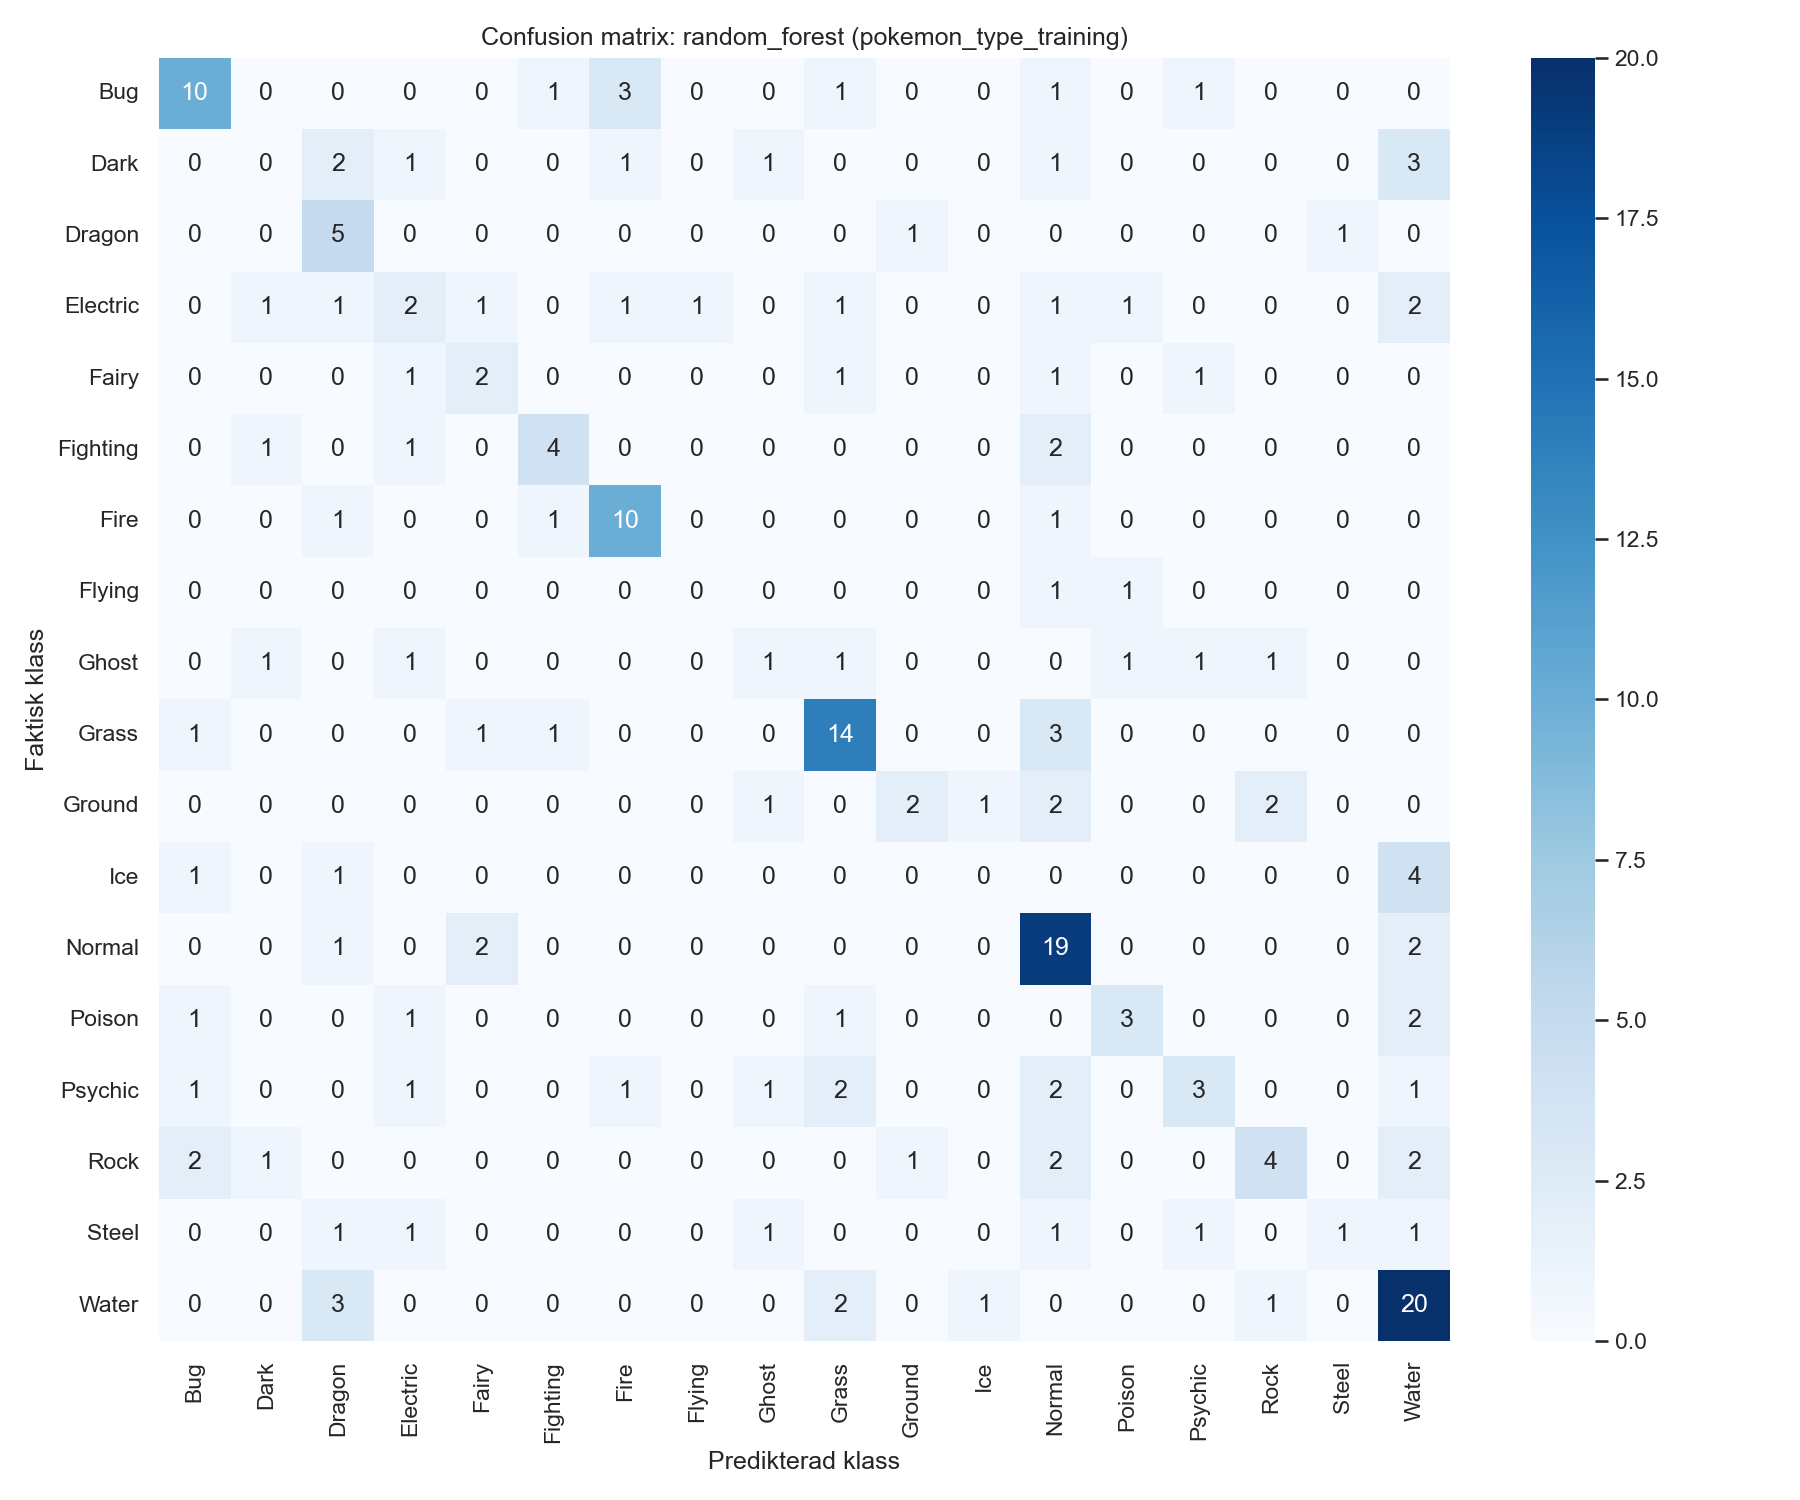 Confusion matrix: random_forest (pokemon_type_training)
Bug 10 0 0 0 0 1 3 0 0 1 0 0 1 0 1 0 0 0
Dark 0 0 2 1 0 0 1 0 1 0 0 0 1 0 0 0 0 3
Dragon 0 0 5 0 0 0 0 0 0 0 1 0 0 0 0 0 1 0
Electric 0 1 1 2 1 0 1 1 0 1 0 0 1 1 0 0 0 2
Fairy 0 0 0 1 2 0 0 0 0 1 0 0 1 0 1 0 0 0
Fighting 0 1 0 1 0 4 0 0 0 0 0 0 2 0 0 0 0 0
Fire 0 0 1 0 0 1 10 0 0 0 0 0 1 0 0 0 0 0
Flying 0 0 0 0 0 0 0 0 0 0 0 0 1 1 0 0 0 0
Ghost 0 1 0 1 0 0 0 0 1 1 0 0 0 1 1 1 0 0
Grass 1 0 0 0 1 1 0 0 0 14 0 0 3 0 0 0 0 0
Ground 0 0 0 0 0 0 0 0 1 0 2 1 2 0 0 2 0 0
Ice 1 0 1 0 0 0 0 0 0 0 0 0 0 0 0 0 0 4
Normal 0 0 1 0 2 0 0 0 0 0 0 0 19 0 0 0 0 2
Poison 1 0 0 1 0 0 0 0 0 1 0 0 0 3 0 0 0 2
Psychic 1 0 0 1 0 0 1 0 1 2 0 0 2 0 3 0 0 1
Rock 2 1 0 0 0 0 0 0 0 0 1 0 2 0 0 4 0 2
Steel 0 0 1 1 0 0 0 0 1 0 0 0 1 0 1 0 1 1
Water 0 0 3 0 0 0 0 0 0 2 0 1 0 0 0 1 0 20
Bug Dark Dragon Electric Fairy Fighting Fire Flying Ghost Grass Ground Ice Normal Poison Psychic Rock Steel Water
Predikterad klass
Faktisk klass
20.0
17.5
15.0
12.5
10.0
7.5
5.0
2.5
0.0